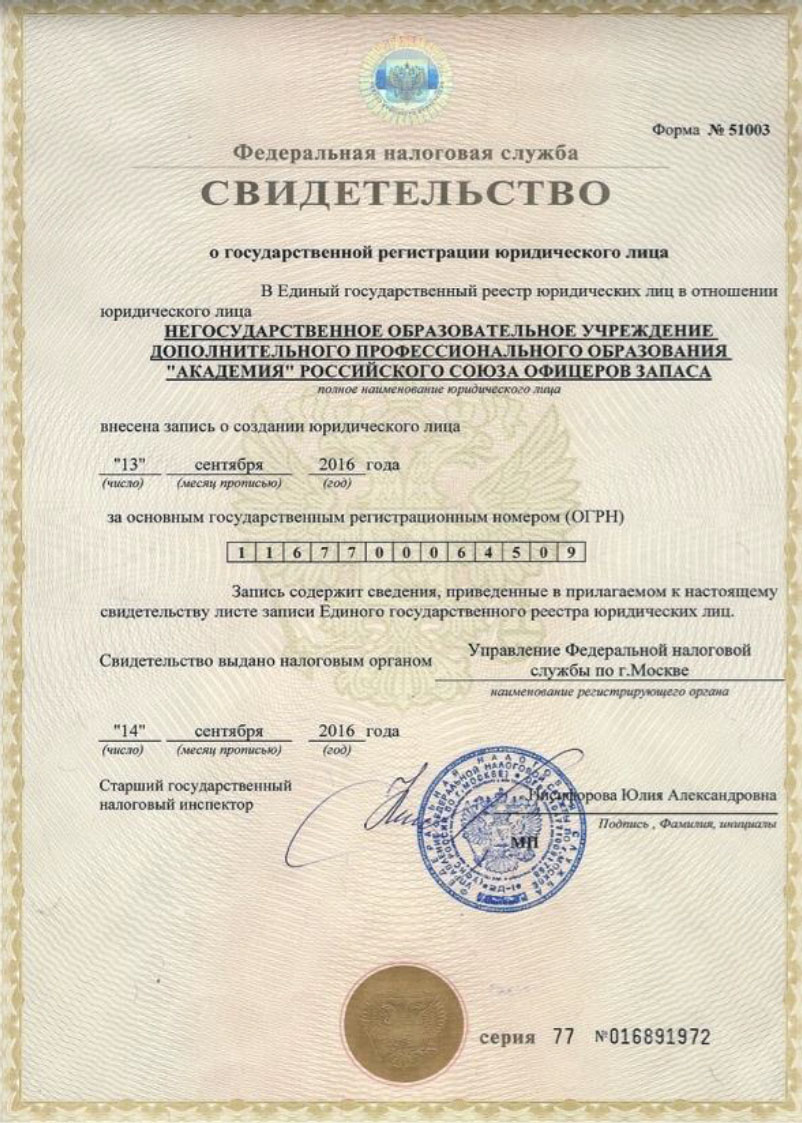 Форма № 51003
Федеральная налоговая служба
СВИДЕТЕЛЬСТВО
о государственной регистрации юридического лица
В Единый государственный реестр юридических лиц в отношении
юридического лица
НЕГОСУДАРСТВЕННОЕ ОБРАЗОВАТЕЛЬНОЕ УЧРЕЖДЕНИЕ
ДОПОЛНИТЕЛЬНОГО ПРОФЕССИОНАЛЬНОГО ОБРАЗОВАНИЯ
"АКАДЕМИЯ" РОССИЙСКОГО СОЮЗА ОФИЦЕРОВ ЗАПАСА
полное наименование юридического лица
внесена запись о создании юридического лица
"13" сентября 2016 года
(число) (месяц прописью) (год)
за основным государственным регистрационным номером (ОГРН)
1 1 6 7 7 0 0 0 6 4 5 0 9
Запись содержит сведения, приведенные в прилагаемом к настоящему
свидетельству листе записи Единого государственного реестра юридических лиц.
Свидетельство выдано налоговым органом
Управление Федеральной налоговой
службы по г.Москве
наименование регистрирующего органа
"14" сентября 2016 года
(число) (месяц прописью) (год)
Старший государственный
налоговый инспектор
Юлия Александровна
Подпись , Фамилия, инициалы
МП
серия 77 №016891972